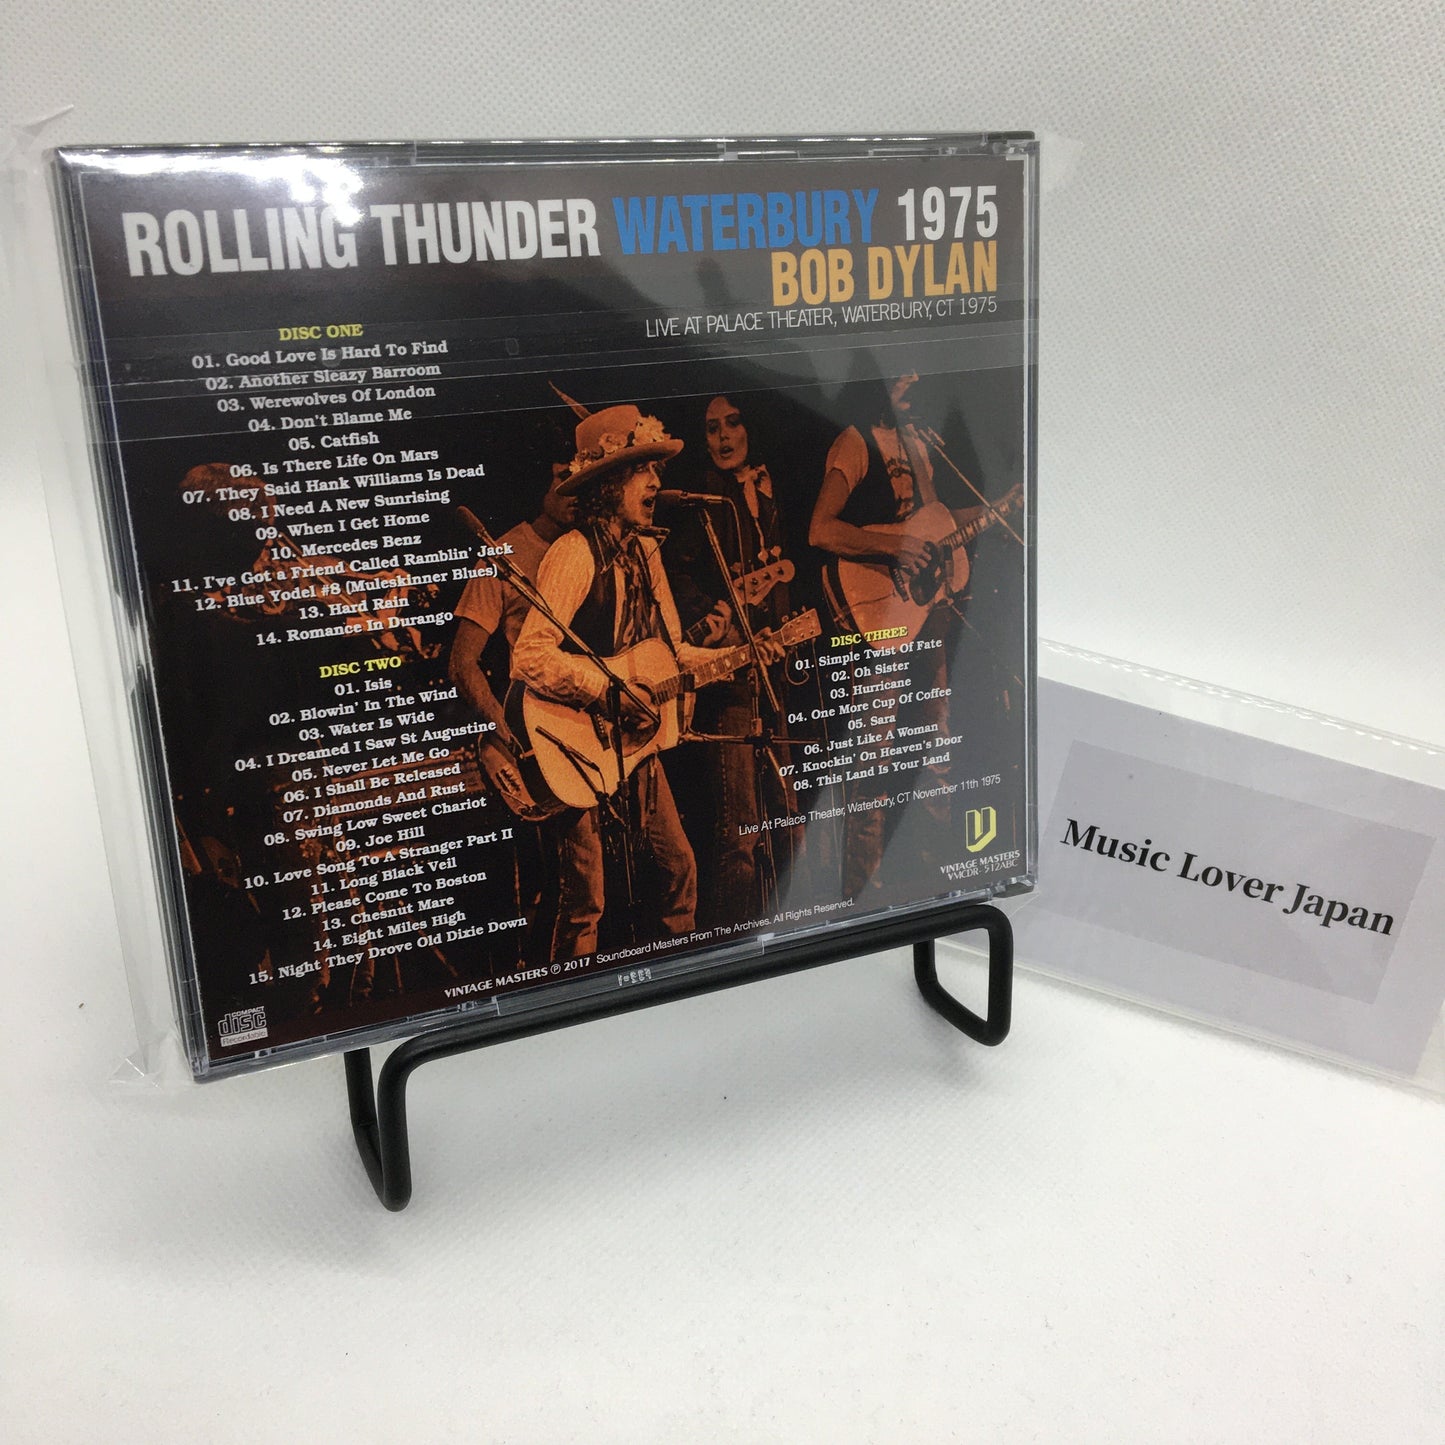 ROLLING THUNDER WATERBURY 1975
BOB DYLAN
LIVE AT PALACE THEATER, WATERBURY, CT 1975
DISC ONE
01. Good Love Is Hard To Find
02. Another Sleazy Barroom
03. Werewolves Of London
04. Don't Blame Me
05. Catfish
06. Is There Life On Mars
07. They Said Hank Williams Is Dead
08. I Need A New Sunrising
09. When I Get Home
10. Mercedes Benz
11. I've Got a Friend Called Ramblin' Jack
12. Blue Yodel #8 (Muleskinner Blues)
13. Hard Rain
14. Romance In Durango
DISC TWO
01. Isis
02. Blowin' In The Wind
03. Water Is Wide
04. I Dreamed I Saw St Augustine
05. Never Let Me Go
06. I Shall Be Released
07. Diamonds And Rust
08. Swing Low Sweet Chariot
09. Joe Hill
10. Love Song To A Stranger Part II
11. Long Black Veil
12. Please Come To Boston
13. Chesnut Mare
14. Eight Miles High
15. Night They Drove Old Dixie Down
DISC THREE
01. Simple Twist Of Fate
02. Oh Sister
03. Hurricane
04. One More Cup Of Coffee
05. Sara
06. Just Like A Woman
07. Knockin' On Heaven's Door
08. This Land Is Your Land
Live At Palace Theater, Waterbury, CT November 11th 1975
VINTAGE MASTERS
VMCDR-512ABC
VINTAGE MASTERS ℗ 2017 Soundboard Masters From The Archives. All Rights Reserved.
COMPACT
disc
Recordable
Music Lover Japan